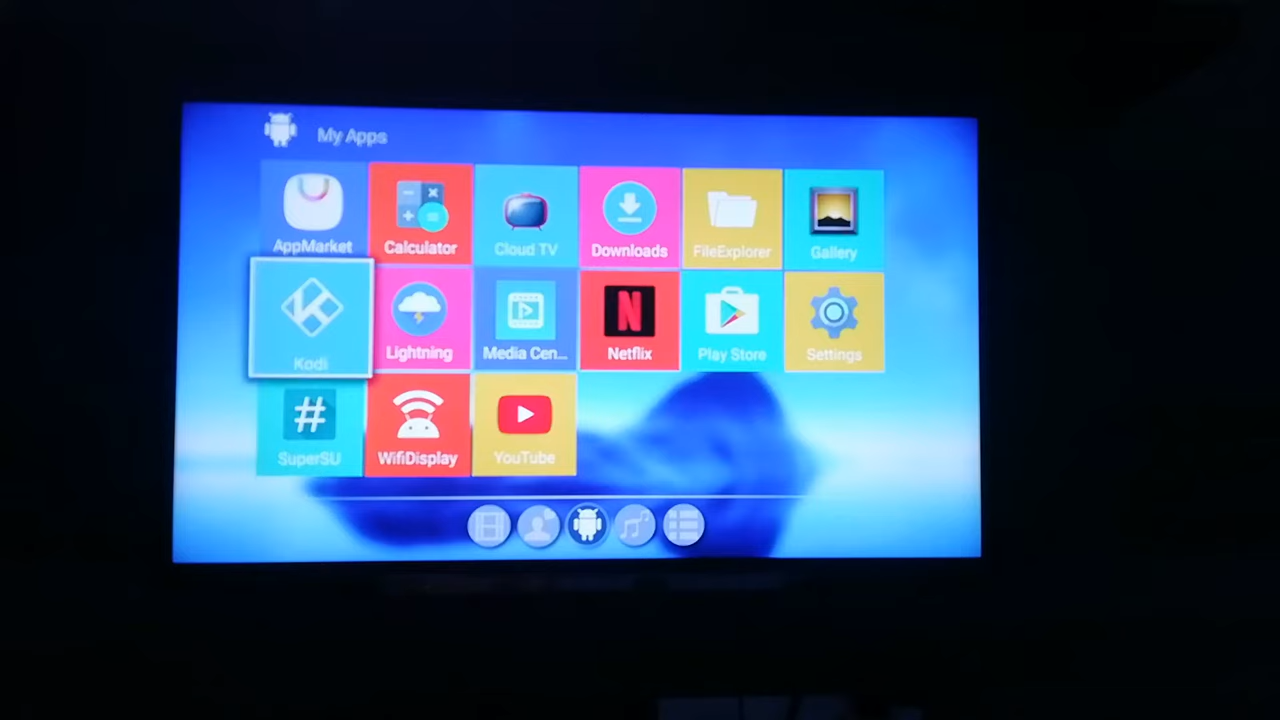 My Apps
AppMarket
Calculator
Cloud TV
Downloads
FileExplorer
Gallery
Kodi
Lightning
Media Cen...
Netflix
Play Store
Settings
SuperSU
WifiDisplay
YouTube